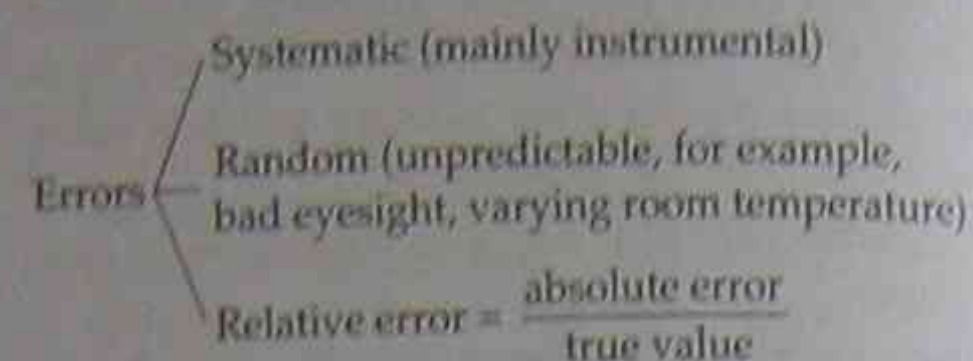 Systematic (mainly instrumental)
Errors
Random (unpredictable, for example,
bad eyesight, varying room temperature)
Relative error = absolute error
true value